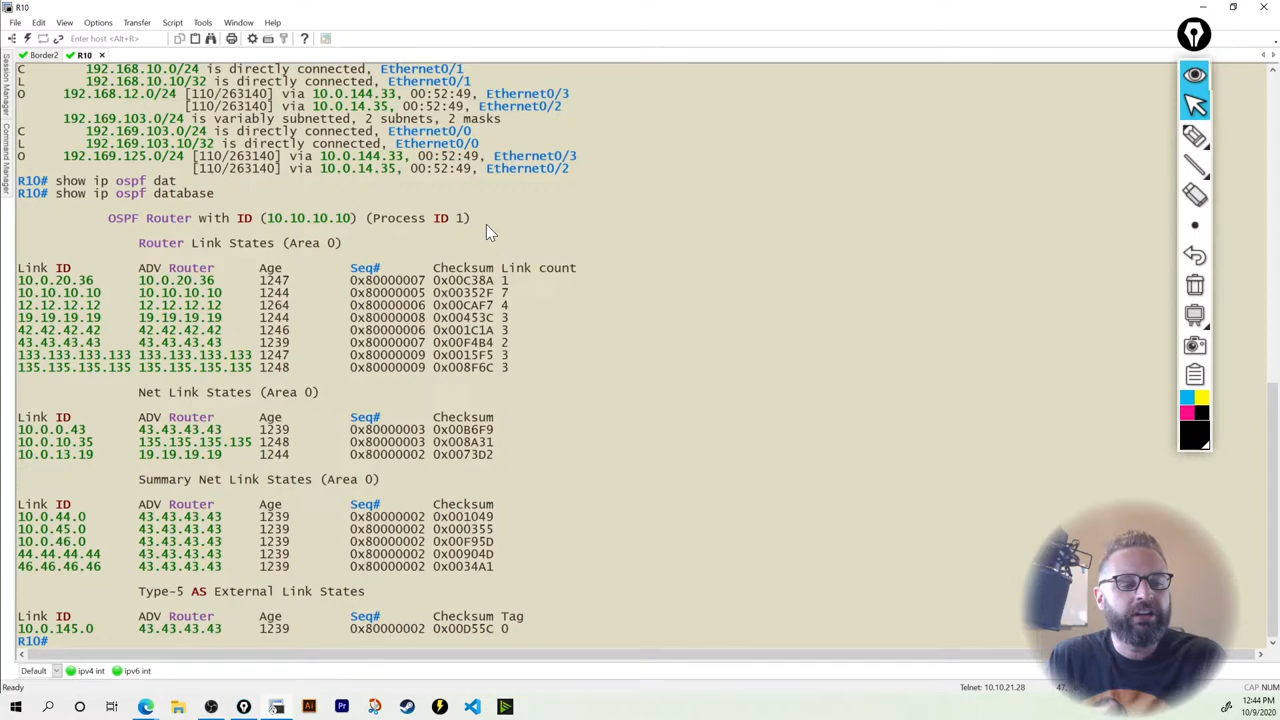 R10
File Edit View Options Transfer Script Tools Window Help
Enter host <Alt+R>
Border2 R10
Session Manager
Command Manager
C 192.168.10.0/24 is directly connected, Ethernet0/1
L 192.168.10.10/32 is directly connected, Ethernet0/1
O 192.168.12.0/24 [110/263140] via 10.0.144.33, 00:52:49, Ethernet0/3
[110/263140] via 10.0.14.35, 00:52:49, Ethernet0/2
192.169.103.0/24 is variably subnetted, 2 subnets, 2 masks
C 192.169.103.0/24 is directly connected, Ethernet0/0
L 192.169.103.10/32 is directly connected, Ethernet0/0
O 192.169.125.0/24 [110/263140] via 10.0.144.33, 00:52:49, Ethernet0/3
[110/263140] via 10.0.14.35, 00:52:49, Ethernet0/2
R10# show ip ospf dat
R10# show ip ospf database
OSPF Router with ID (10.10.10.10) (Process ID 1)
Router Link States (Area 0)
Link ID ADV Router Age Seq# Checksum Link count
10.0.20.36 10.0.20.36 1247 0x80000007 0x00C38A 1
10.10.10.10 10.10.10.10 1244 0x80000005 0x00352F 7
12.12.12.12 12.12.12.12 1264 0x80000006 0x00CAF7 4
19.19.19.19 19.19.19.19 1244 0x80000008 0x00453C 3
42.42.42.42 42.42.42.42 1246 0x80000006 0x001C1A 3
43.43.43.43 43.43.43.43 1239 0x80000007 0x00F4B4 2
133.133.133.133 133.133.133.133 1247 0x80000009 0x0015F5 3
135.135.135.135 135.135.135.135 1248 0x80000009 0x008F6C 3
Net Link States (Area 0)
Link ID ADV Router Age Seq# Checksum
10.0.0.43 43.43.43.43 1239 0x80000003 0x00B6F9
10.0.10.35 135.135.135.135 1248 0x80000003 0x008A31
10.0.13.19 19.19.19.19 1244 0x80000002 0x0073D2
Summary Net Link States (Area 0)
Link ID ADV Router Age Seq# Checksum
10.0.44.0 43.43.43.43 1239 0x80000002 0x001049
10.0.45.0 43.43.43.43 1239 0x80000002 0x000355
10.0.46.0 43.43.43.43 1239 0x80000002 0x00F95D
44.44.44.44 43.43.43.43 1239 0x80000002 0x00904D
46.46.46.46 43.43.43.43 1239 0x80000002 0x0034A1
Type-5 AS External Link States
Link ID ADV Router Age Seq# Checksum Tag
10.0.145.0 43.43.43.43 1239 0x80000002 0x00D55C 0
R10#
Default ipv4 int ipv6 int
Ready Telnet: 10.10.21.28 47, CAP NUM
12:44 PM
10/9/2020